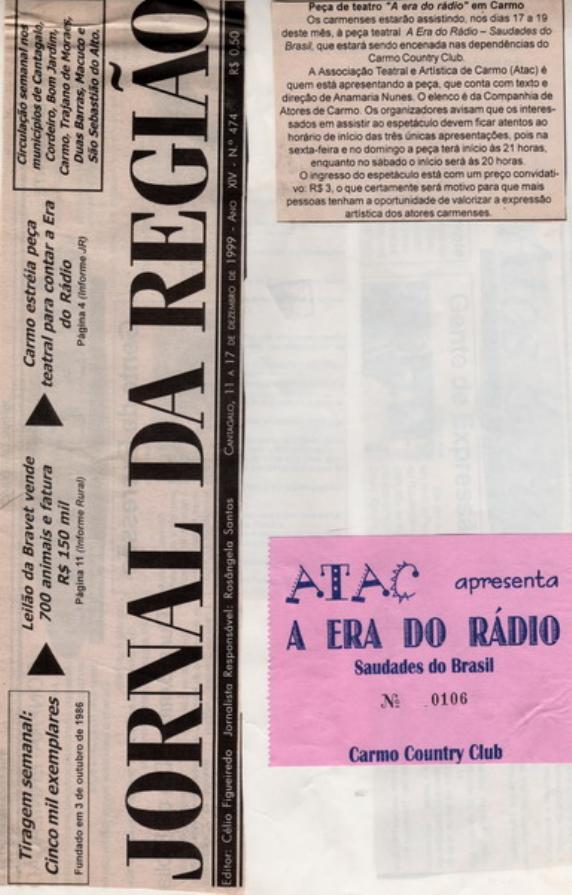 Tiragem semanal:
Cinco mil exemplares
Fundado em 3 de outubro de 1986
Leilão da Bravet vende
700 animais e fatura
R$ 150 mil
Página 11 (Informe Rural)
Carmo estréia peça
teatral para contar a Era
do Rádio
Página 4 (Informe JR)
Circulação semanal nos
municípios de Cantagalo,
Cordeiro, Bom Jardim,
Carmo, Trajano de Moraes,
Duas Barras, Macuco e
São Sebastião do Alto.
JORNAL DA REGIÃO
Editor: Célio Figueiredo Jornalista Responsável: Rosângela Santos CANTAGALO, 11 A 17 DE DEZEMBRO DE 1999 - ANO XIV - N.º 474 R$ 0,50
Peça de teatro "A era do rádio" em Carmo
Os carmenses estarão assistindo, nos dias 17 a 19
deste mês, à peça teatral A Era do Rádio – Saudades do
Brasil, que estará sendo encenada nas dependências do
Carmo Country Club.
A Associação Teatral e Artística de Carmo (Atac) é
quem está apresentando a peça, que conta com texto e
direção de Anamaria Nunes. O elenco é da Companhia de
Atores de Carmo. Os organizadores avisam que os interes-
sados em assistir ao espetáculo devem ficar atentos ao
horário de início das três únicas apresentações, pois na
sexta-feira e no domingo a peça terá início às 21 horas,
enquanto no sábado o início será às 20 horas.
O ingresso do espetáculo está com um preço convidati-
vo: R$ 3, o que certamente será motivo para que mais
pessoas tenham a oportunidade de valorizar a expressão
artística dos atores carmenses.
ATAC apresenta
A ERA DO RÁDIO
Saudades do Brasil
Nº 0106
Carmo Country Club